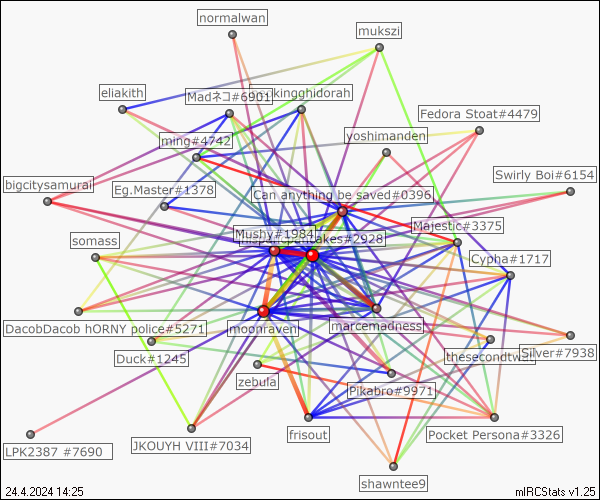 normalwan
mukszi
eliakith
Madネコ#6901
kingghidorah
Fedora Stoat#4479
ming#4742
yoshimanden
bigcitysamurai
Eg.Master#1378
Can anything be saved#0396
Swirly Boi#6154
Majestic#3375
Mushy#1984
cakes#2928
somass
Cypha#1717
DacobDacob hORNY police#5271
moonraven
marcemadness
Duck#1245
thesecondtwin
Silver#7938
zebula
Pikabro#9971
frisout
Pocket Persona#3326
LPK2387 #7690
JKOUYH VIII#7034
shawntee9
24.4.2024 14:25
mIRCStats v1.25